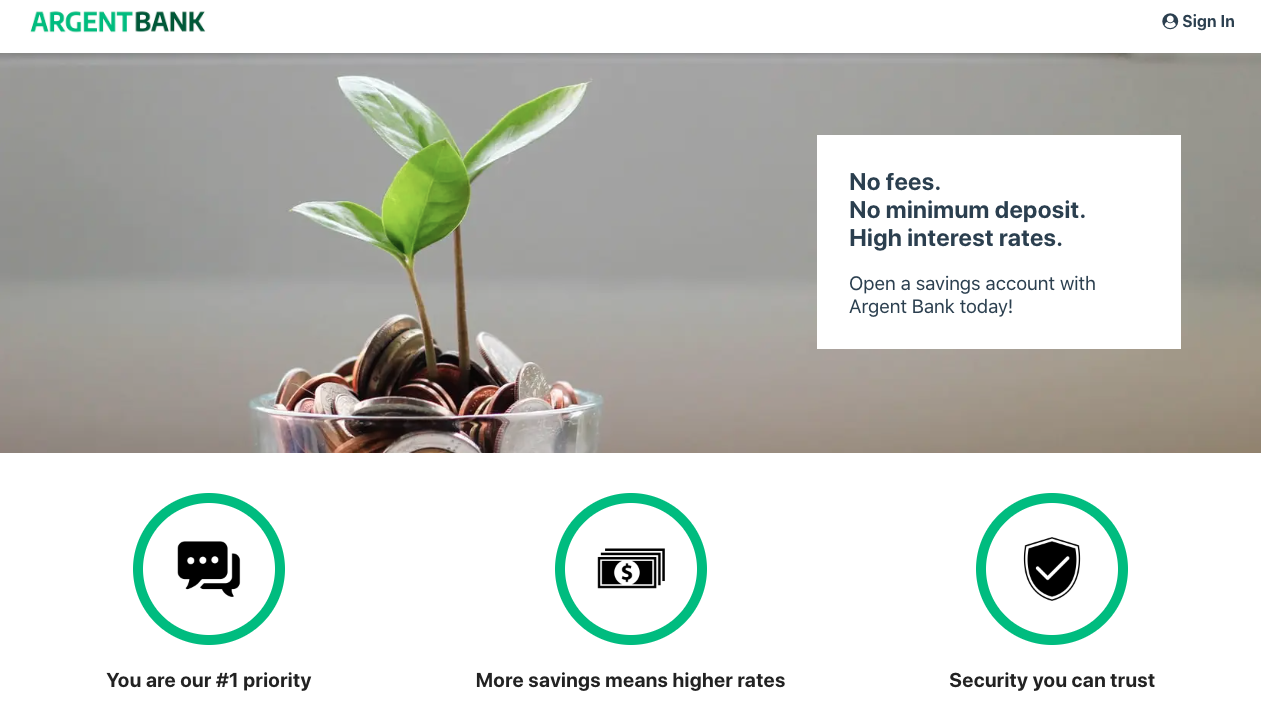 ARGENTBANK
Sign In
No fees.
No minimum deposit.
High interest rates.
Open a savings account with
Argent Bank today!
$
You are our #1 priority
More savings means higher rates
Security you can trust